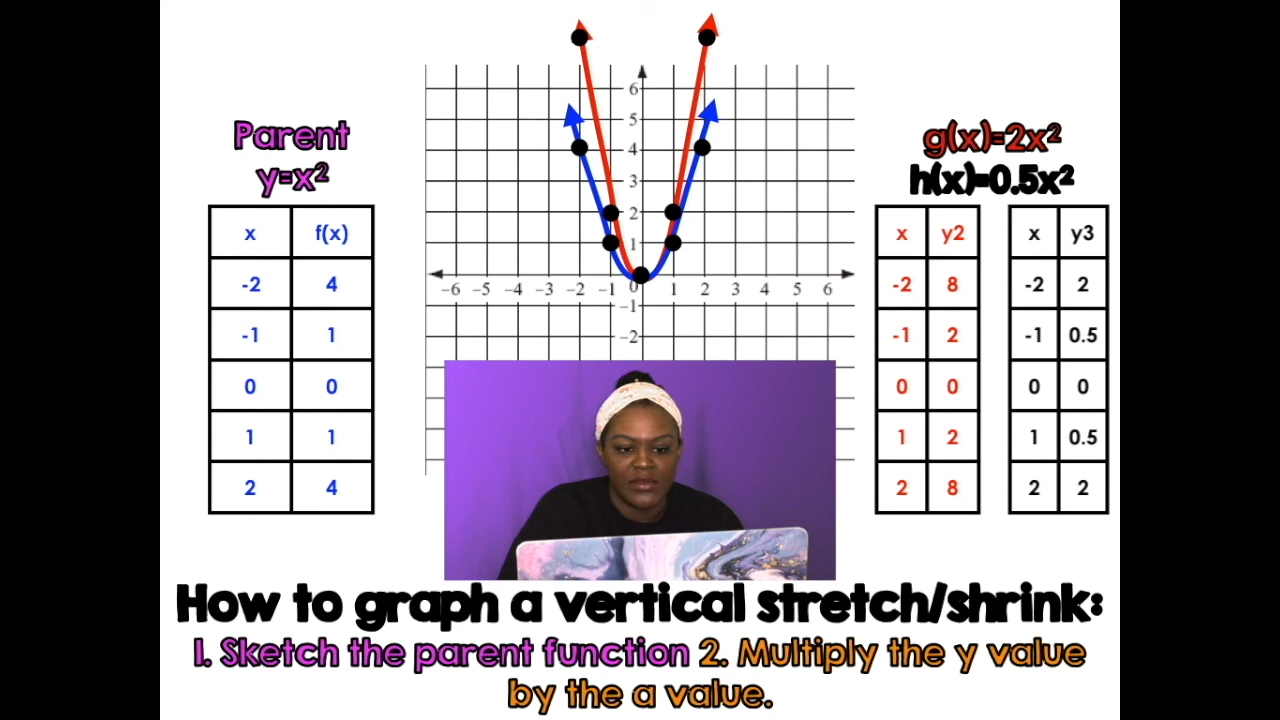 Parent
y=x²
x f(x)
-2 4
-1 1
0 0
1 1
2 4
6
5
4
3
2
1
–6 –5 –4 –3 –2 –1 0 1 2 3 4 5 6
–1
–2
g(x)=2x²
h(x)=0.5x²
x y2
-2 8
-1 2
0 0
1 2
2 8
x y3
-2 2
-1 0.5
0 0
1 0.5
2 2
How to graph a vertical stretch/shrink:
1. Sketch the parent function 2. Multiply the y value
by the a value.